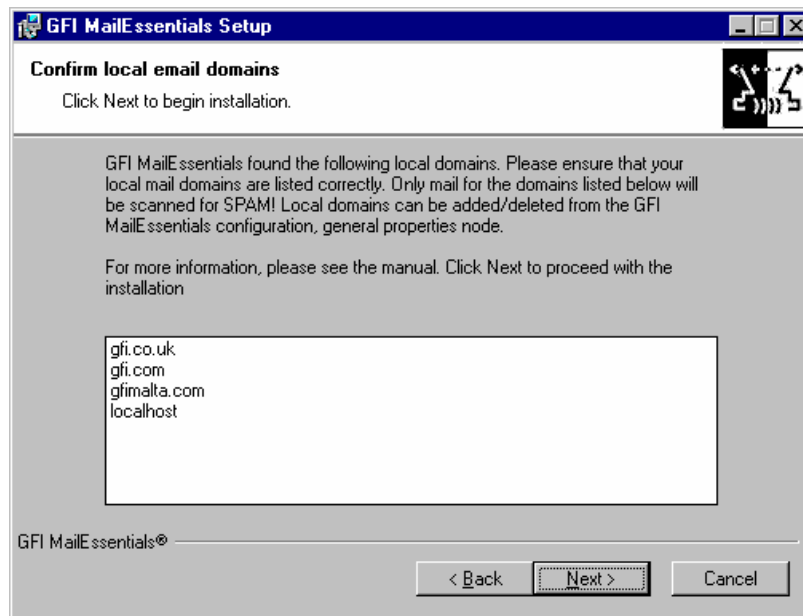 GFI MailEssentials Setup
Confirm local email domains
Click Next to begin installation.
GFI MailEssentials found the following local domains. Please ensure that your
local mail domains are listed correctly. Only mail for the domains listed below will
be scanned for SPAM! Local domains can be added/deleted from the GFI
MailEssentials configuration, general properties node.
For more information, please see the manual. Click Next to proceed with the
installation
gfi.co.uk
gfi.com
gfimalta.com
localhost
GFI MailEssentials®
< Back
Next >
Cancel